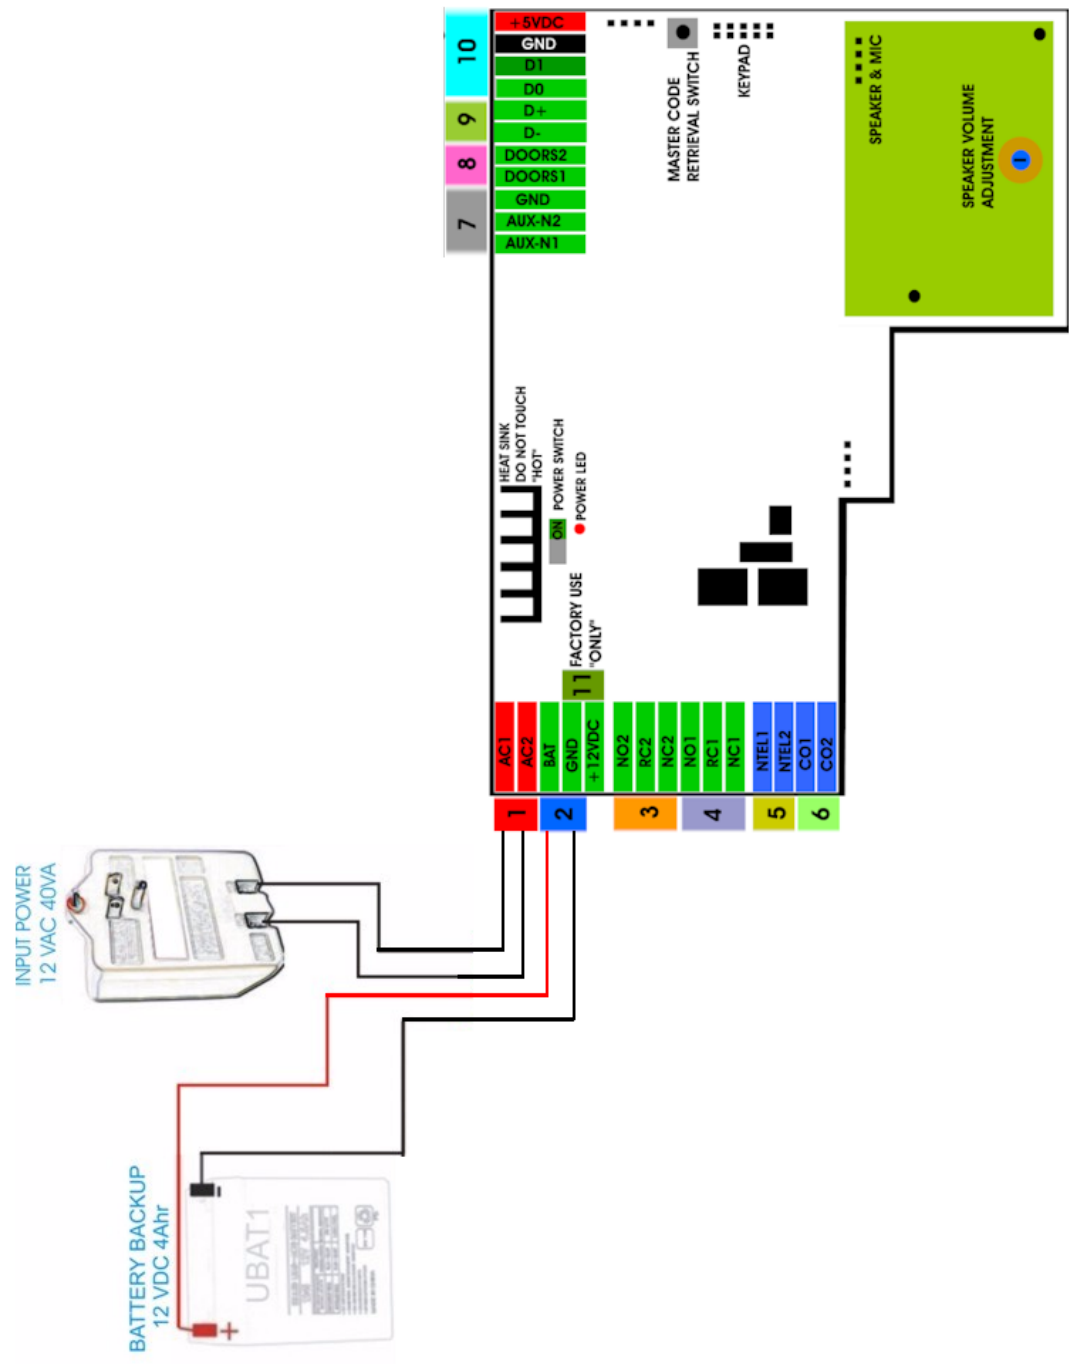 10
9
8
7
+5VDC
GND
D1
D0
D+
D-
DOORS2
DOORS1
GND
AUX-N2
AUX-N1
MASTER CODE
RETRIEVAL SWITCH
KEYPAD
SPEAKER & MIC
SPEAKER VOLUME
ADJUSTMENT
HEAT SINK
DO NOT TOUCH
"HOT"
ON
POWER SWITCH
POWER LED
11
FACTORY USE
"ONLY"
AC1
AC2
BAT
GND
+12VDC
NO2
RC2
NC2
NO1
RC1
NC1
NTEL1
NTEL2
CO1
CO2
1
2
3
4
5
6
INPUT POWER
12 VAC 40VA
BATTERY BACKUP
12 VDC 4Ahr
-
+
UBAT1